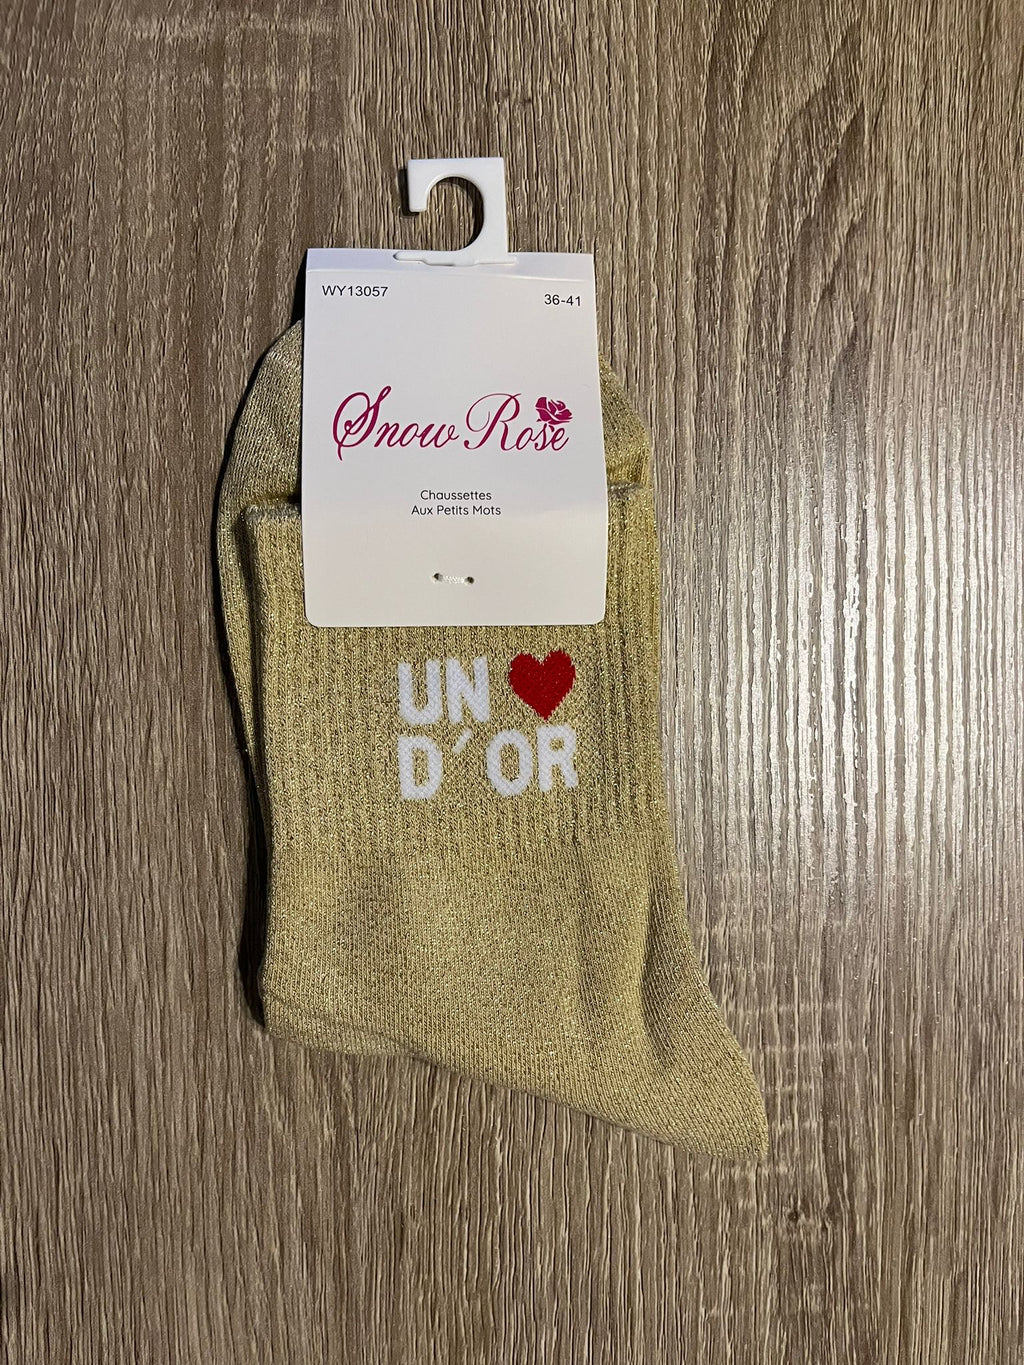 WY13057
36-41
Snow Rose
Chaussettes
Aux Petits Mots
UN
D'OR